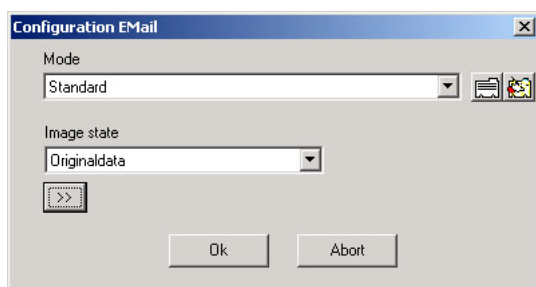 Configuration EMail
Mode
Standard
Image state
Originaldata
>>
Ok
Abort